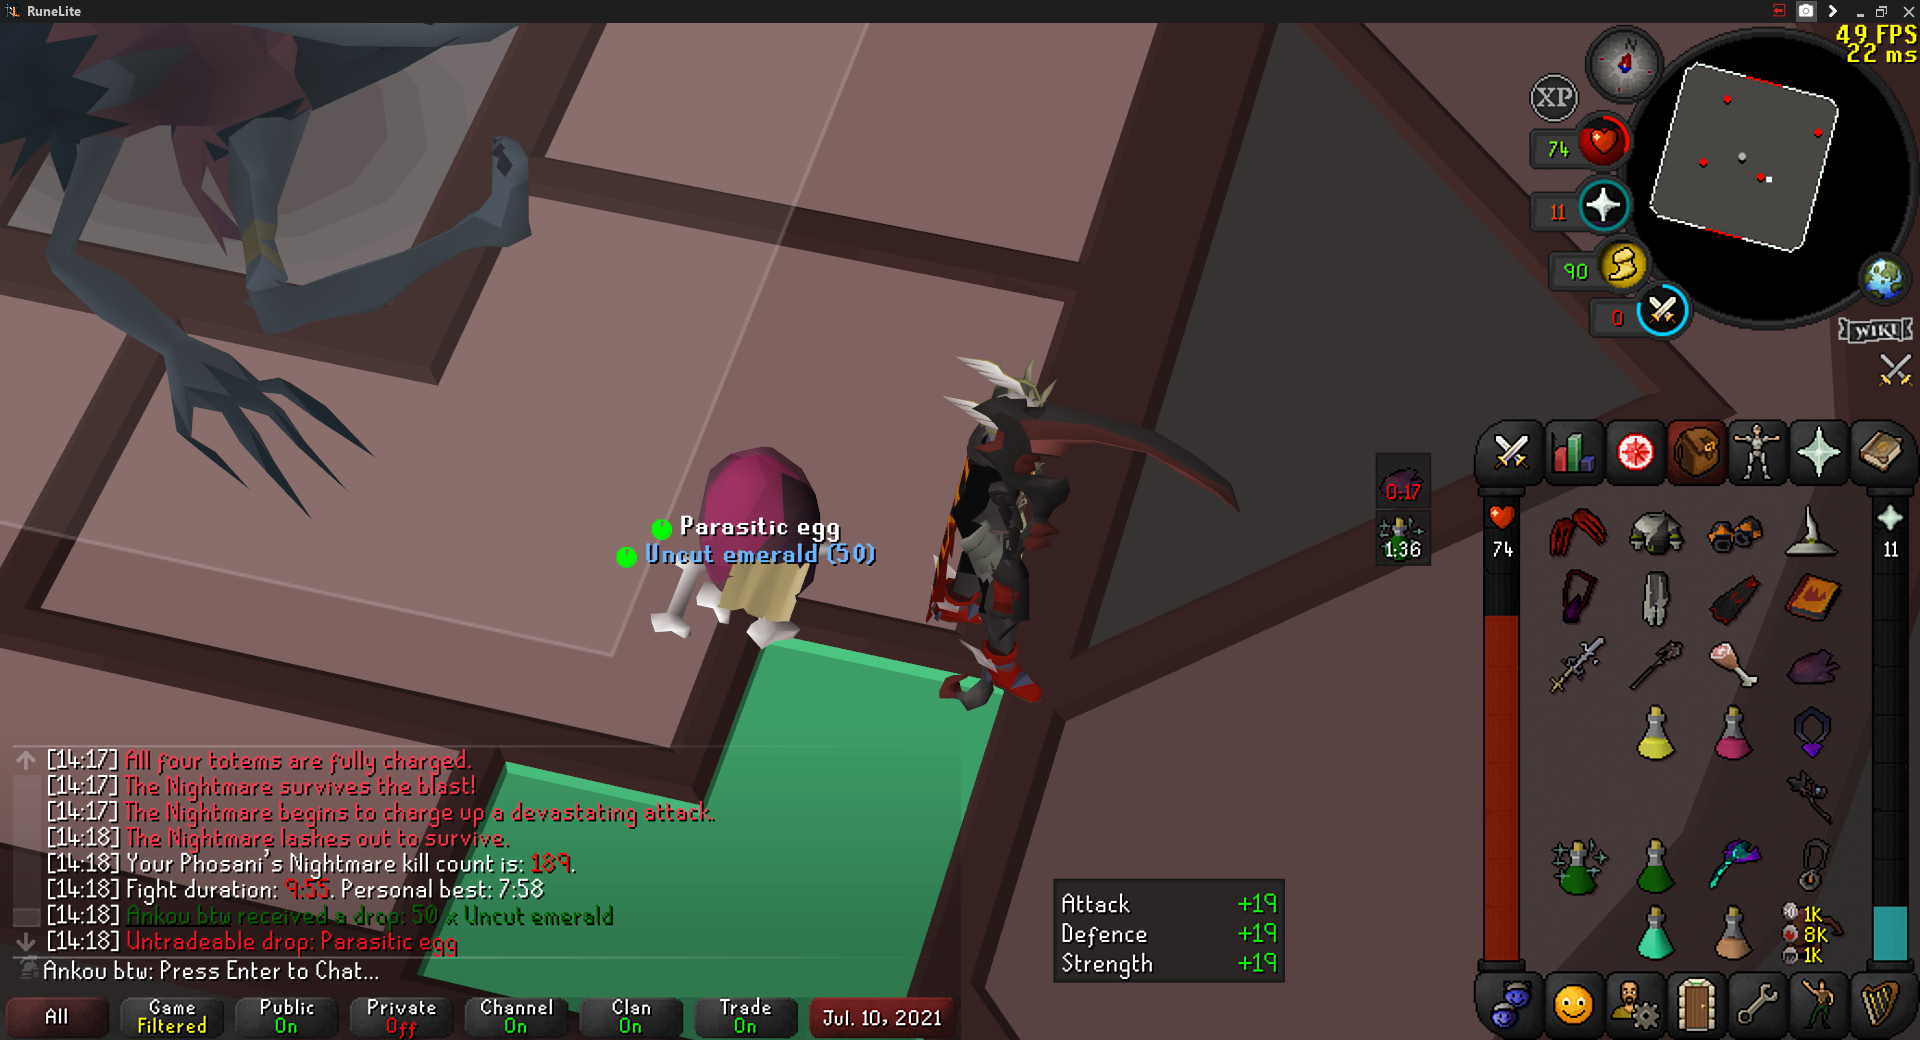 RuneLite
49 FPS
22 ms
N
XP
74
11
90
0
WIKI
Parasitic egg
Uncut emerald (50)
0:17
1:36
74
11
[14:17] All four totems are fully charged.
[14:17] The Nightmare survives the blast!
[14:17] The Nightmare begins to charge up a devastating attack.
[14:18] The Nightmare lashes out to survive.
[14:18] Your Phosani's Nightmare kill count is: 189.
[14:18] Fight duration: 9:55. Personal best: 7:58
[14:18] Ankou btw received a drop: 50 x Uncut emerald
[14:18] Untradeable drop: Parasitic egg
Ankou btw: Press Enter to Chat...
Attack +19
Defence +19
Strength +19
1K
8K
1K
All
Game
Filtered
Public
On
Private
Off
Channel
On
Clan
On
Trade
On
Jul. 10, 2021